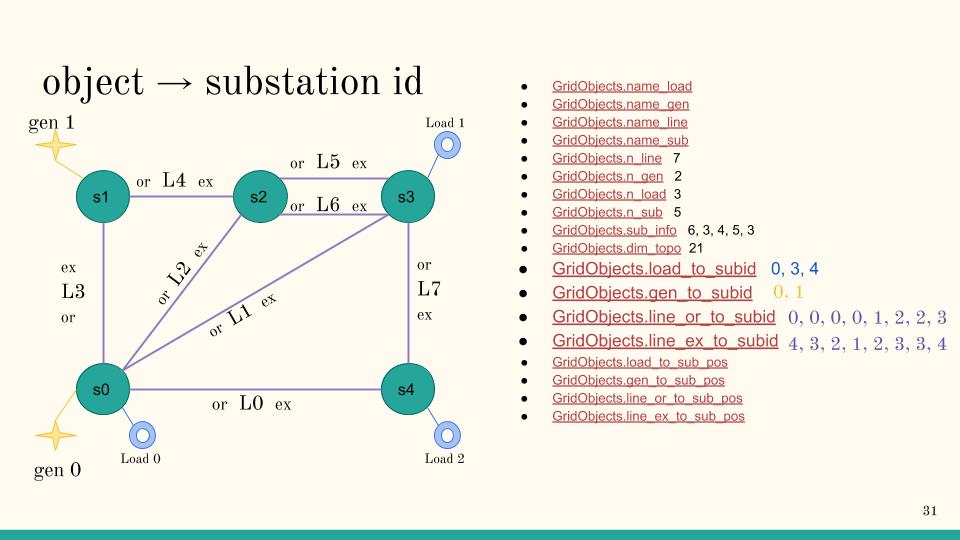 object → substation id
gen 1
Load 1
or L5 ex
or L4 ex
s1
s2
s3
or L6 ex
ex
L3
or
or L2 ex
or L1 ex
or
L7
ex
s0
s4
or L0 ex
Load 0
Load 2
gen 0
● GridObjects.name_load
● GridObjects.name_gen
● GridObjects.name_line
● GridObjects.name_sub
● GridObjects.n_line 7
● GridObjects.n_gen 2
● GridObjects.n_load 3
● GridObjects.n_sub 5
● GridObjects.sub_info 6, 3, 4, 5, 3
● GridObjects.dim_topo 21
● GridObjects.load_to_subid 0, 3, 4
● GridObjects.gen_to_subid 0, 1
● GridObjects.line_or_to_subid 0, 0, 0, 0, 1, 2, 2, 3
● GridObjects.line_ex_to_subid 4, 3, 2, 1, 2, 3, 3, 4
● GridObjects.load_to_sub_pos
● GridObjects.gen_to_sub_pos
● GridObjects.line_or_to_sub_pos
● GridObjects.line_ex_to_sub_pos
31